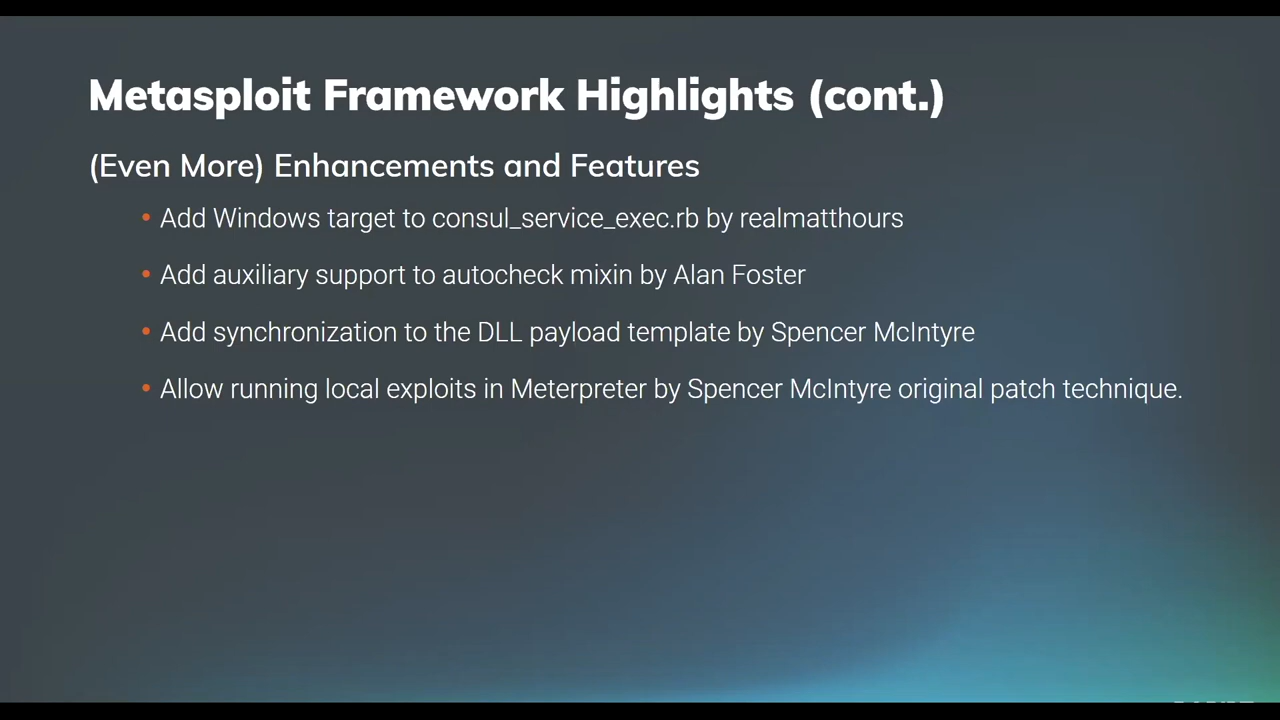 Metasploit Framework Highlights (cont.)
(Even More) Enhancements and Features
• Add Windows target to consul_service_exec.rb by realmatthours
• Add auxiliary support to autocheck mixin by Alan Foster
• Add synchronization to the DLL payload template by Spencer McIntyre
• Allow running local exploits in Meterpreter by Spencer McIntyre original patch technique.